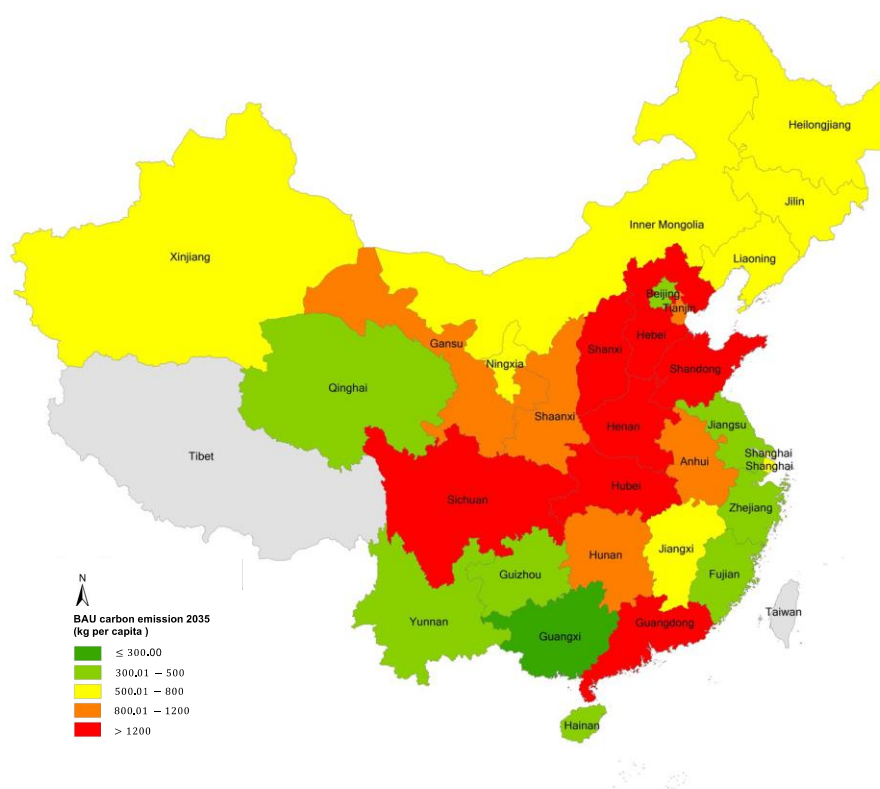 Heilongjiang
Jilin
Inner Mongolia
Liaoning
Xinjiang
Beijing
Tianjin
Hebei
Gansu
Shanxi
Ningxia
Shandong
Qinghai
Shaanxi
Henan
Jiangsu
Tibet
Shanghai
Anhui
Shanghai
Hubei
Sichuan
Zhejiang
Hunan
Jiangxi
Guizhou
Fujian
N
Taiwan
BAU carbon emission 2035
(kg per capita )
Yunnan
Guangdong
Guangxi
≤ 300.00
300.01 − 500
500.01 − 800
800.01 − 1200
> 1200
Hainan